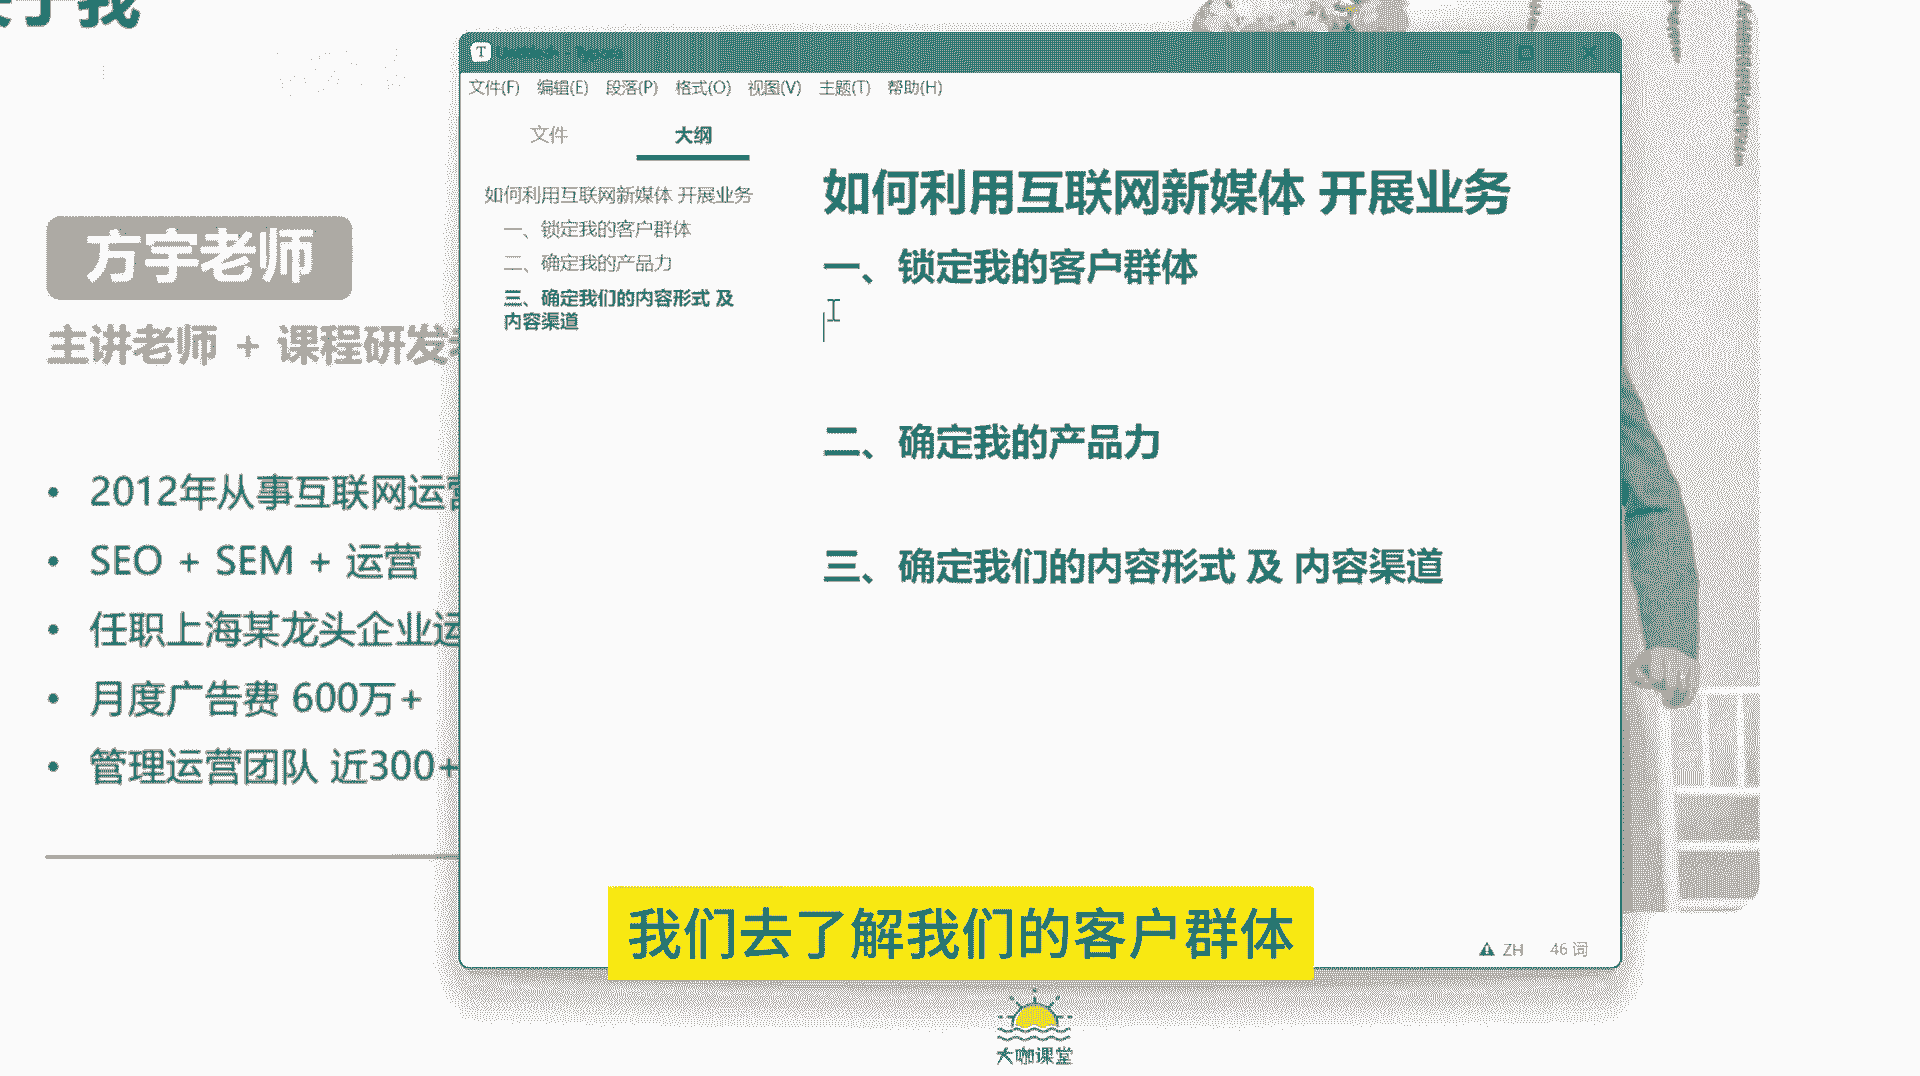 方宇老师
主讲老师 + 课程研发
2012年从事互联网运营
SEO + SEM + 运营
任职上海某龙头企业运
月度广告费 600万+
管理运营团队 近300+
T
文件(F) 编辑(E) 段落(P) 格式(O) 视图(V) 主题(T) 帮助(H)
文件 大纲
如何利用互联网新媒体 开展业务
一、锁定我的客户群体
二、确定我的产品力
三、确定我们的内容形式 及
内容渠道
如何利用互联网新媒体 开展业务
一、锁定我的客户群体
二、确定我的产品力
三、确定我们的内容形式 及 内容渠道
ZH 46 词
我们去了解我们的客户群体
大咖课堂